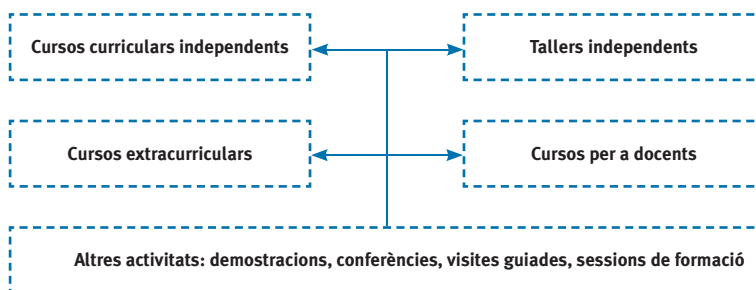 Cursos curriculars independents
Tallers independents
Cursos extracurriculars
Cursos per a docents
Altres activitats: demostracions, conferències, visites guiades, sessions de formació